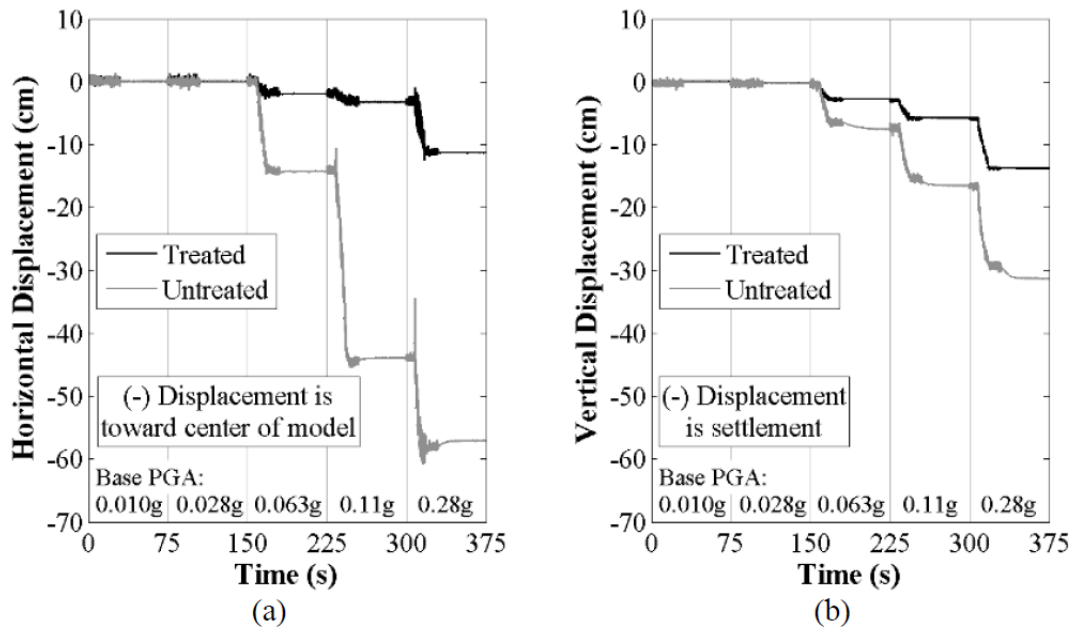 10
0
-10
-20
-30
-40
-50
-60
-70
Horizontal Displacement (cm)
Treated
Untreated
(-) Displacement is
toward center of model
Base PGA:
0.010g 0.028g 0.063g 0.11g 0.28g
0 75 150 225 300 375
Time (s)
(a)
10
0
-10
-20
-30
-40
-50
-60
-70
Vertical Displacement (cm)
Treated
Untreated
(-) Displacement
is settlement
Base PGA:
0.010g 0.028g 0.063g 0.11g 0.28g
0 75 150 225 300 375
Time (s)
(b)